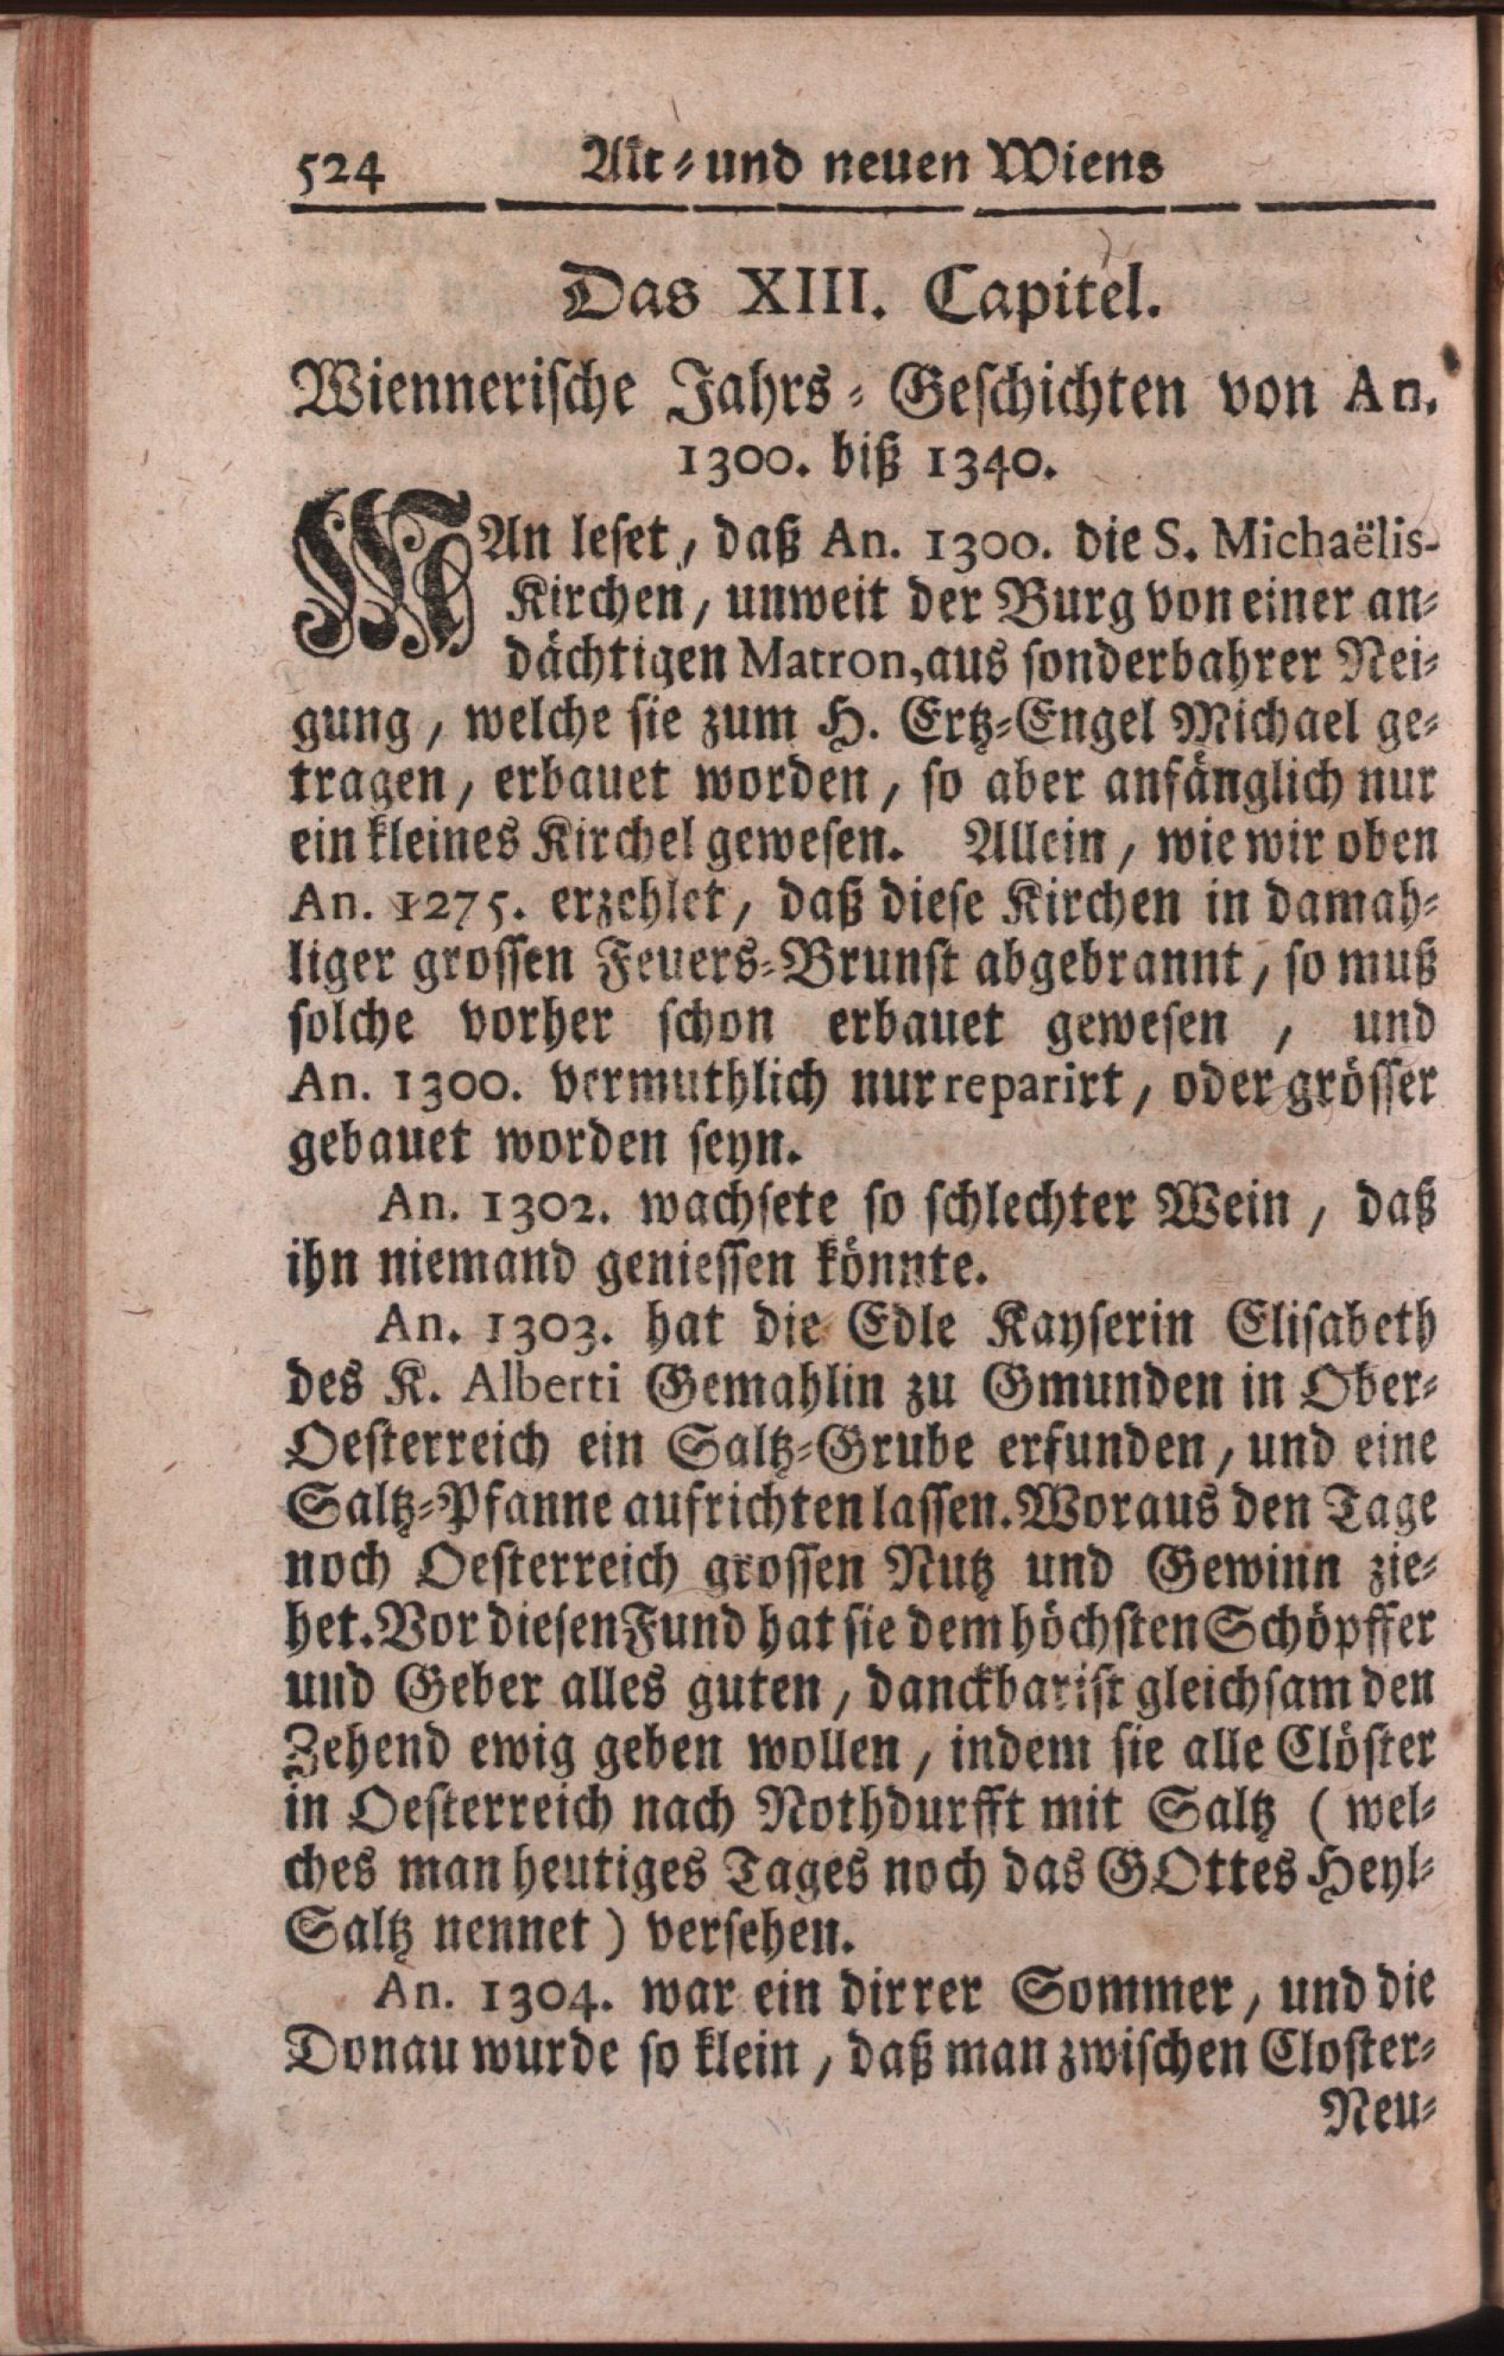 524 Alt- und neuen Wiens
Das XIII. Capitel.
Wiennerische Jahrs-Geschichten von An.
1300. biß 1340.
MAn leset, daß An. 1300. die S. Michaëlis-
Kirchen, unweit der Burg von einer an-
dächtigen Matron, aus sonderbahrer Nei-
gung, welche sie zum H. Ertz-Engel Michael ge-
tragen, erbauet worden, so aber anfänglich nur
ein kleines Kirchel gewesen. Allein, wie wir oben
An. 1275. erzehlet, daß diese Kirchen in damah-
liger grossen Feuers-Brunst abgebrannt, so muß
solche vorher schon erbauet gewesen, und
An. 1300. vermuthlich nur reparirt, oder grösser
gebauet worden seyn.
An. 1302. wachsete so schlechter Wein, daß
ihn niemand geniessen könnte.
An. 1303. hat die Edle Kayserin Elisabeth
des K. Alberti Gemahlin zu Gmunden in Ober-
Oesterreich ein Saltz-Grube erfunden, und eine
Saltz-Pfanne aufrichten lassen. Woraus den Tage
noch Oesterreich grossen Nutz und Gewinn zie-
het. Vor diesen Fund hat sie dem höchsten Schöpffer
und Geber alles guten, danckbarist gleichsam den
Zehend ewig geben wollen, indem sie alle Clöster
in Oesterreich nach Nothdurfft mit Saltz (wel-
ches man heutiges Tages noch das GOttes Heyl-
Saltz nennet) versehen.
An. 1304. war ein dirrer Sommer, und die
Donau wurde so klein, daß man zwischen Closter-
Neu-